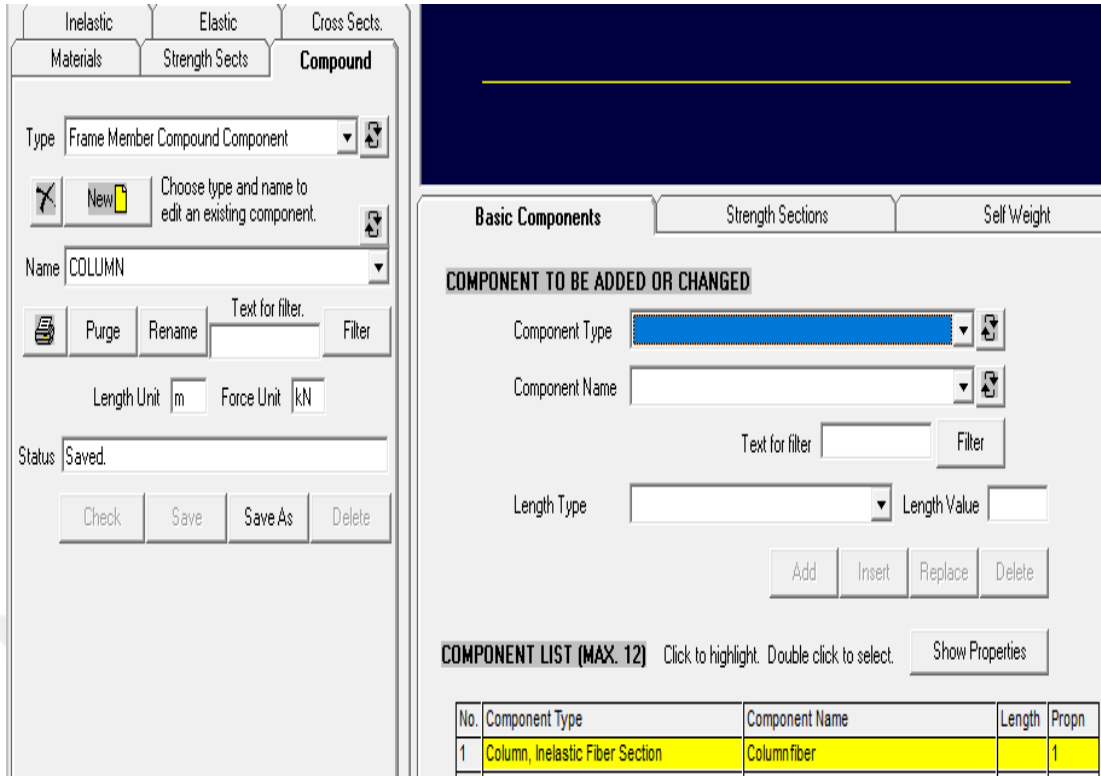 Inelastic Elastic Cross Sects.
Materials Strength Sects Compound
Type Frame Member Compound Component
New Choose type and name to
edit an existing component.
Name COLUMN
Text for filter.
Purge Rename Filter
Length Unit m Force Unit kN
Status Saved.
Check Save Save As Delete
Basic Components Strength Sections Self Weight
COMPONENT TO BE ADDED OR CHANGED
Component Type
Component Name
Text for filter Filter
Length Type Length Value
Add Insert Replace Delete
COMPONENT LIST (MAX. 12) Click to highlight. Double click to select. Show Properties
No. Component Type Component Name Length Propn
1 Column, Inelastic Fiber Section Columnfiber 1